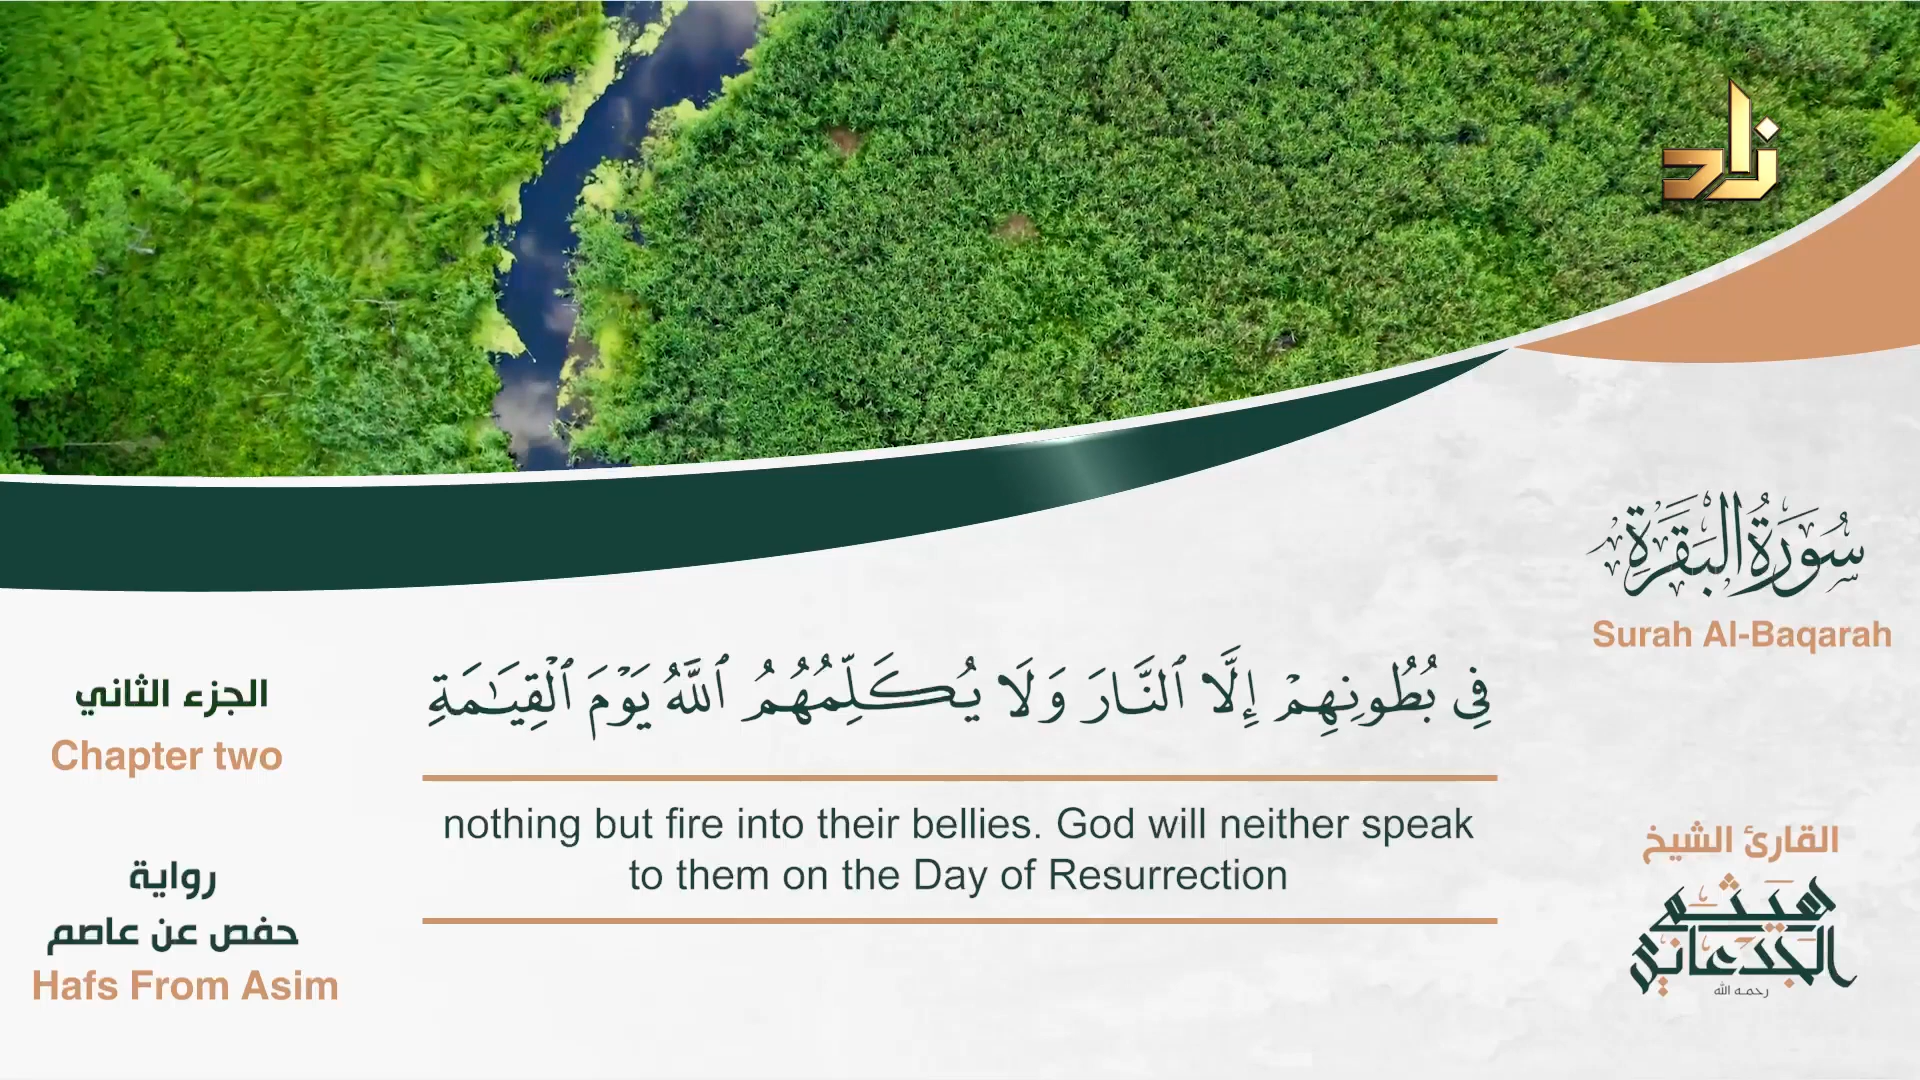 زاد
سُورَةُ الْبَقَرَةِ
Surah Al-Baqarah
الجزء الثاني
Chapter two
فِي بُطُونِهِمۡ إِلَّا ٱلنَّارَ وَلَا يُكَلِّمُهُمُ ٱللَّهُ يَوۡمَ ٱلۡقِيَٰمَةِ
nothing but fire into their bellies. God will neither speak
to them on the Day of Resurrection
رواية
حفص عن عاصم
Hafs From Asim
القارئ الشيخ
هيثم
الجدعاني
رحمه الله